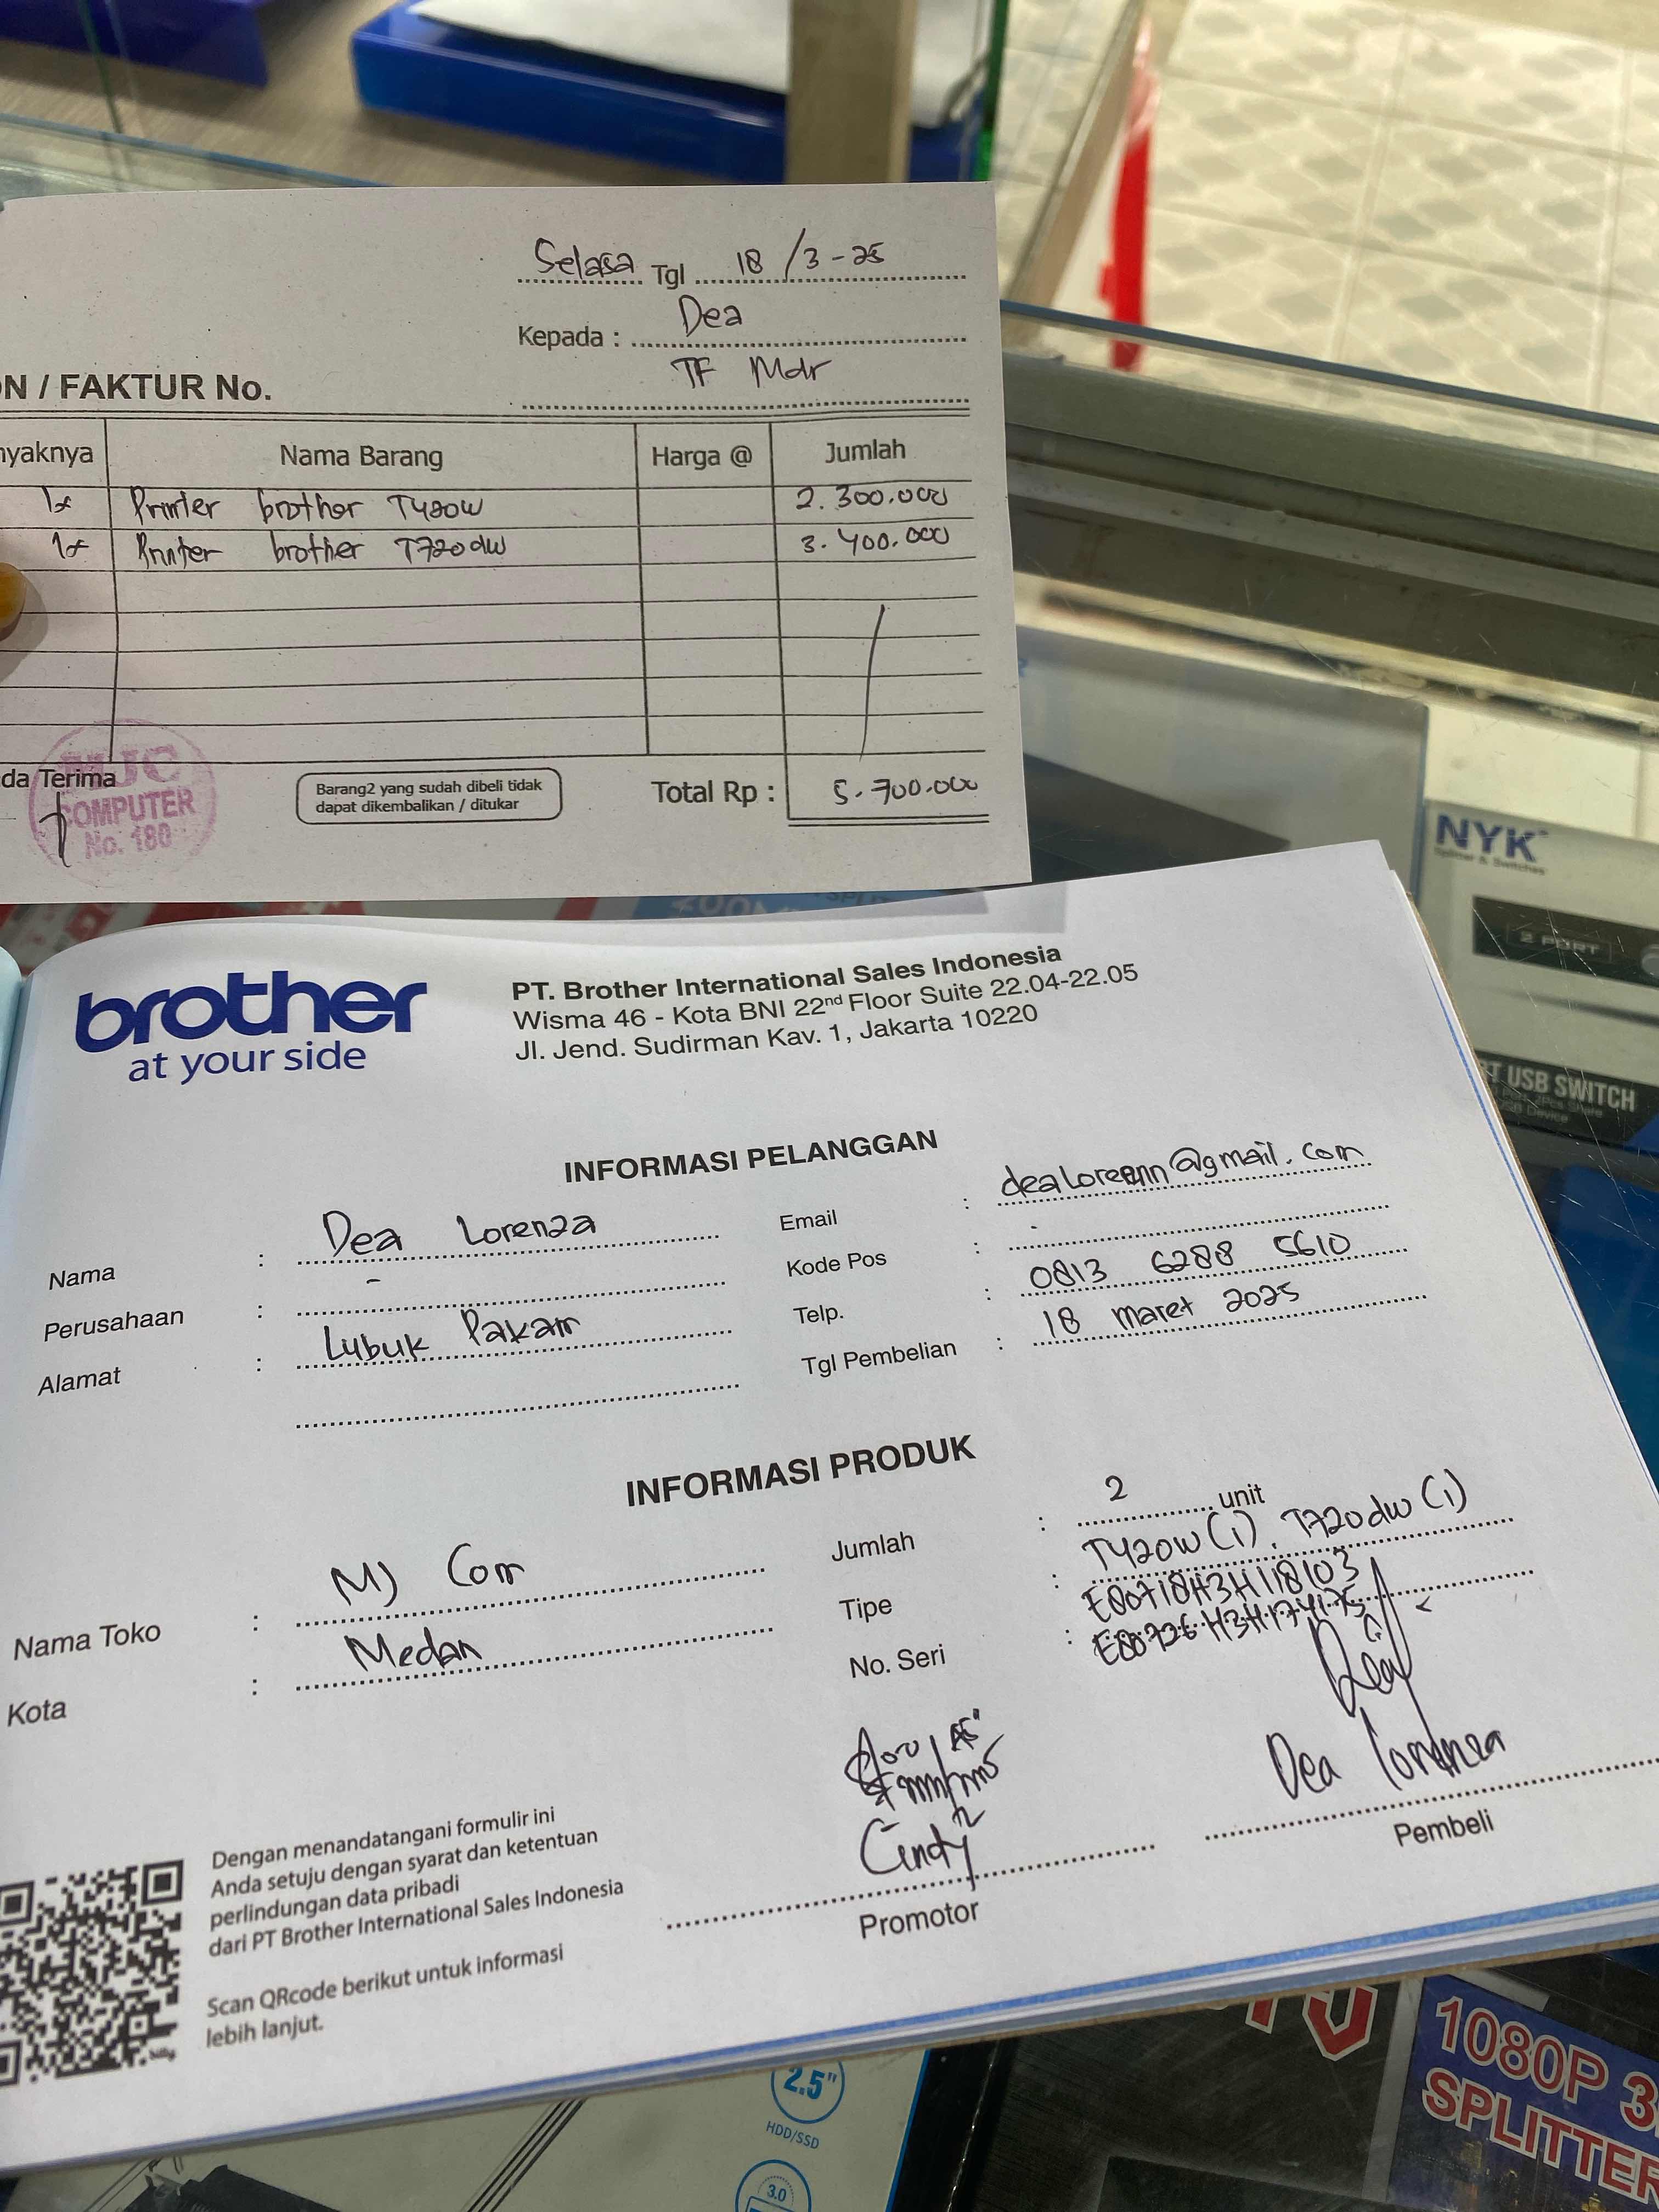 Selasa Tgl 18/3-25
Kepada : Dea
TF Mdr
N / FAKTUR No.
nyaknya Nama Barang Harga @ Jumlah
1x Printer brother T420W 2.300.000
1x Printer brother T720dw 3.400.000
da Terima
Barang2 yang sudah dibeli tidak
dapat dikembalikan / ditukar
Total Rp : 5.700.000
MJC
COMPUTER
No. 180
NYK
2 PORT
T USB SWITCH
brother
at your side
PT. Brother International Sales Indonesia
Wisma 46 - Kota BNI 22nd Floor Suite 22.04-22.05
Jl. Jend. Sudirman Kav. 1, Jakarta 10220
INFORMASI PELANGGAN
Nama : Dea Lorenza
Perusahaan : -
Alamat : Lubuk Pakam
Email : dealoreenn@gmail.com
Kode Pos : -
Telp. : 0813 6288 5610
Tgl Pembelian : 18 Maret 2025
INFORMASI PRODUK
Nama Toko : MJ Com
Kota : Medan
Jumlah : 2 unit
Tipe : T420W (1), T720dw (1)
No. Seri : E80718H3H118103
E80726H3H174175
Cindy
Promotor
Dea
Dea Lorenza
Pembeli
Dengan menandatangani formulir ini
Anda setuju dengan syarat dan ketentuan
perlindungan data pribadi
dari PT Brother International Sales Indonesia
Scan QRcode berikut untuk informasi
lebih lanjut.
2.5"
HDD/SSD
3.0
1080P 3
SPLITTER